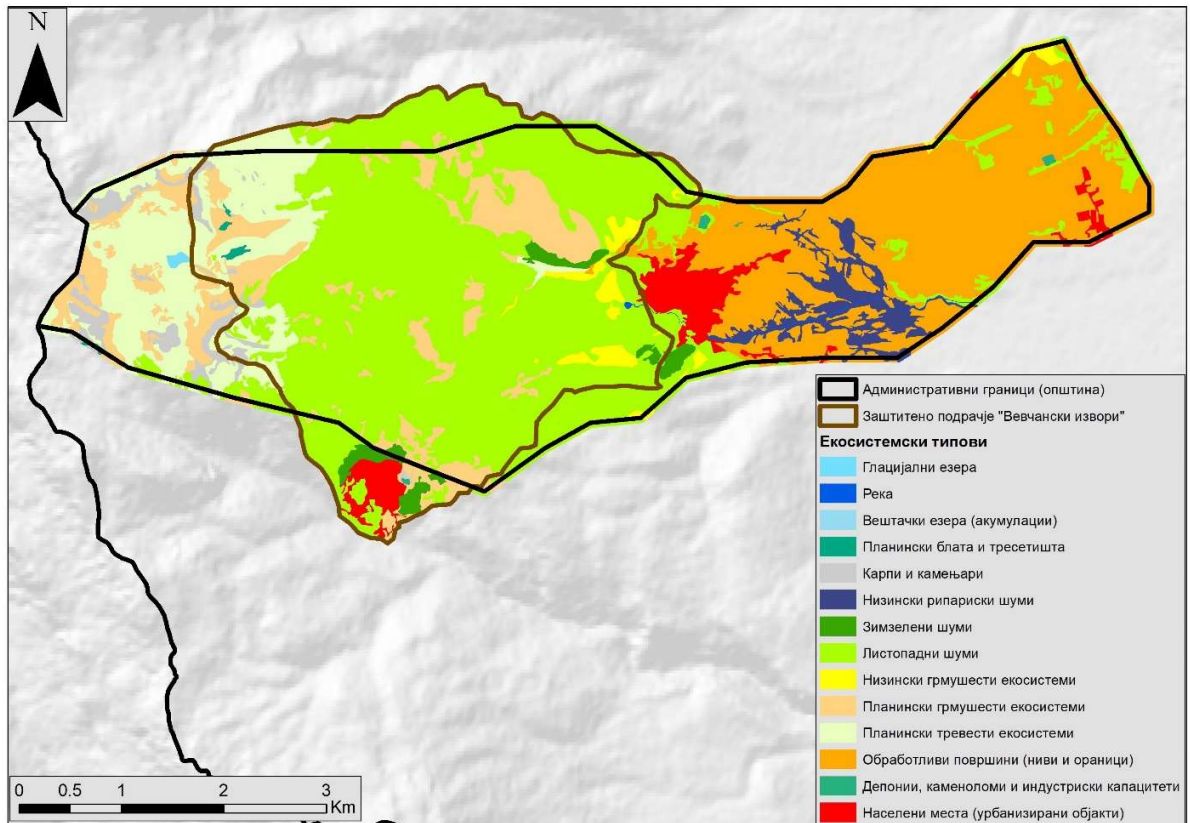 N
Административни граници (општина)
Заштитено подрачје "Вевчански извори"
Екосистемски типови
Глацијални езера
Река
Вештачки езера (акумулации)
Планински блата и тресетишта
Карпи и камењари
Низински рипариски шуми
Зимзелени шуми
Листопадни шуми
Низински грмушести екосистеми
Планински грмушести екосистеми
Планински тревести екосистеми
Обработливи површини (ниви и ораници)
Депонии, каменоломи и индустриски капацитети
Населени места (урбанизирани објакти)
0 0.5 1 2 3
Км